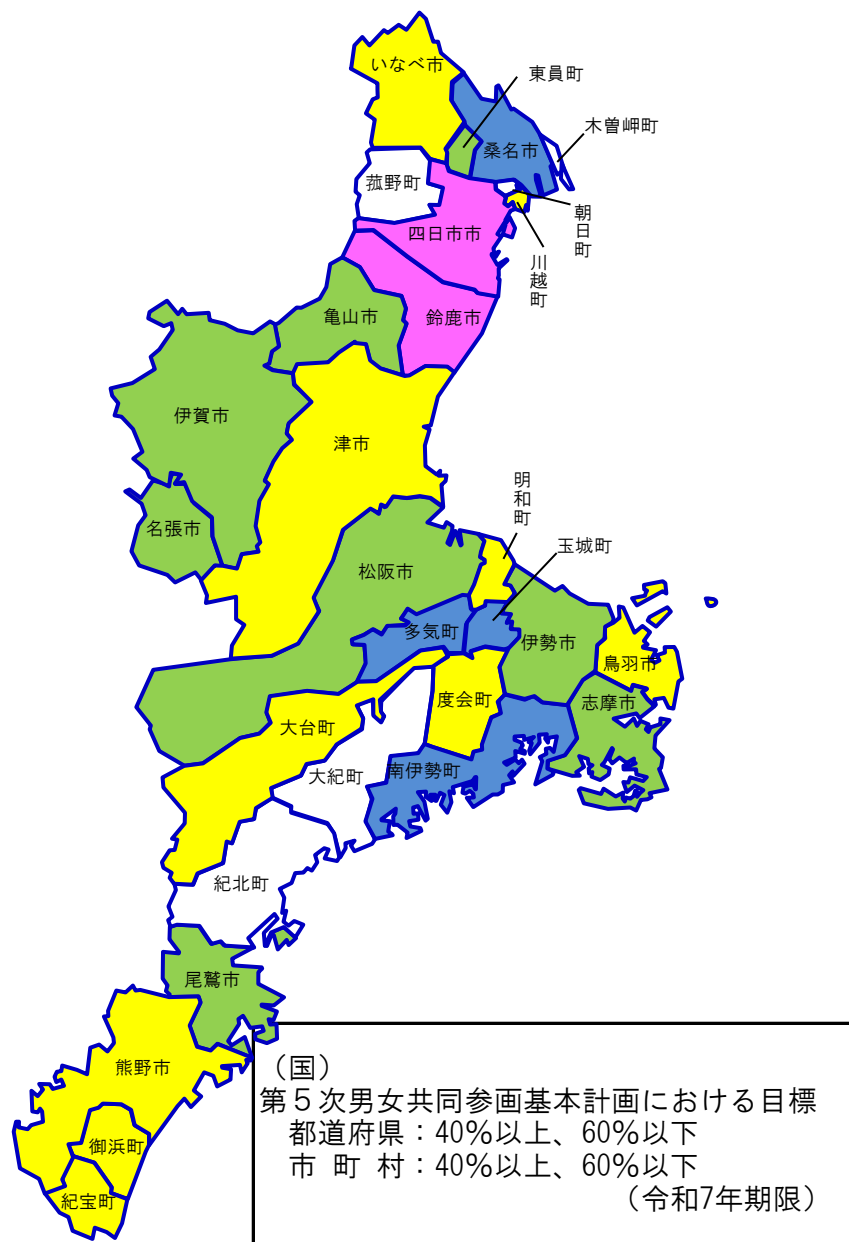 いなべ市
東員町
木曽岬町
桑名市
菰野町
朝日町
四日市市
川越町
亀山市
鈴鹿市
伊賀市
津市
明和町
名張市
玉城町
松阪市
多気町
伊勢市
鳥羽市
度会町
志摩市
大台町
大紀町
南伊勢町
紀北町
尾鷲市
熊野市
御浜町
紀宝町
（国）
第５次男女共同参画基本計画における目標
都道府県：40%以上、60%以下
市 町 村：40%以上、60%以下
（令和7年期限）